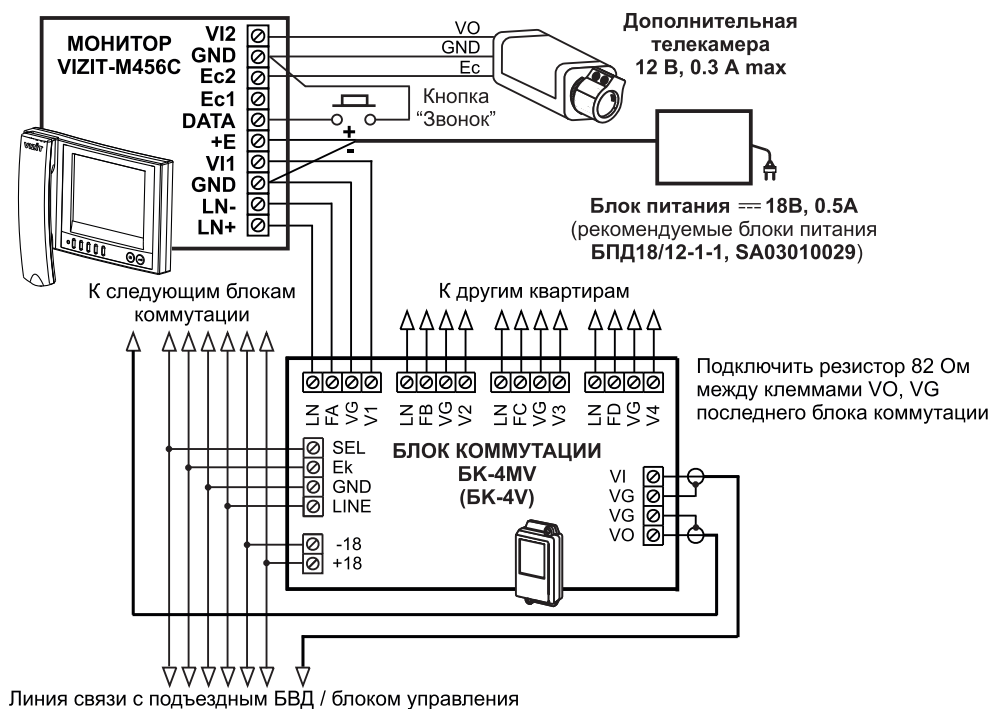 МОНИТОР
VIZIT-M456C
VI2
GND
Ec2
Ec1
DATA
+E
VI1
GND
LN-
LN+
VO
GND
Ec
Дополнительная
телекамера
12 В, 0.3 А max
Кнопка
“Звонок”
+
-
VIZIT
Блок питания ⎓ 18В, 0.5А
(рекомендуемые блоки питания
БПД18/12-1-1, SA03010029)
К следующим блокам
коммутации
К другим квартирам
Подключить резистор 82 Ом
между клеммами VO, VG
последнего блока коммутации
LN FA VG V1
LN FB VG V2
LN FC VG V3
LN FD VG V4
SEL
Ek
GND
LINE
-18
+18
БЛОК КОММУТАЦИИ
БК-4MV
(БК-4V)
VI
VG
VG
VO
Линия связи с подъездным БВД / блоком управления